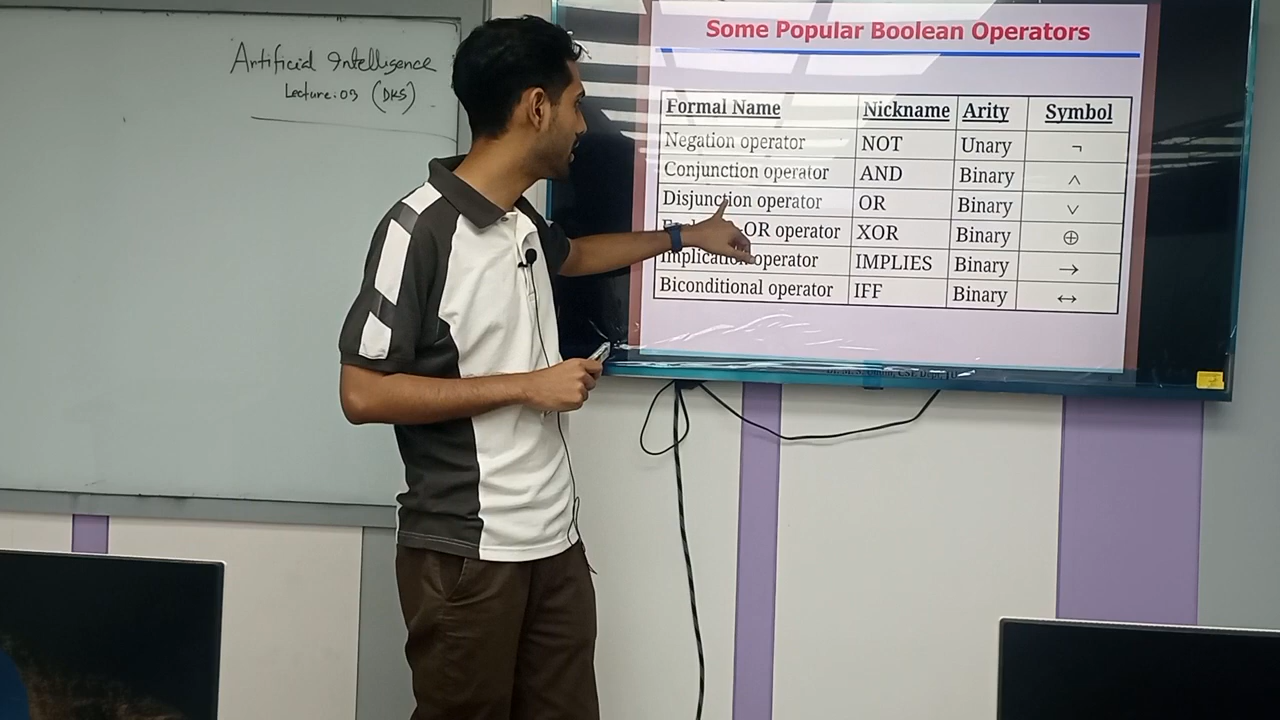 Artificial Intelligence
Lecture: 03 (DKS)
Some Popular Boolean Operators
Formal Name Nickname Arity Symbol
Negation operator NOT Unary ¬
Conjunction operator AND Binary ∧
Disjunction operator OR Binary ∨
-OR operator XOR Binary ⊕
Implication operator IMPLIES Binary →
Biconditional operator IFF Binary ↔